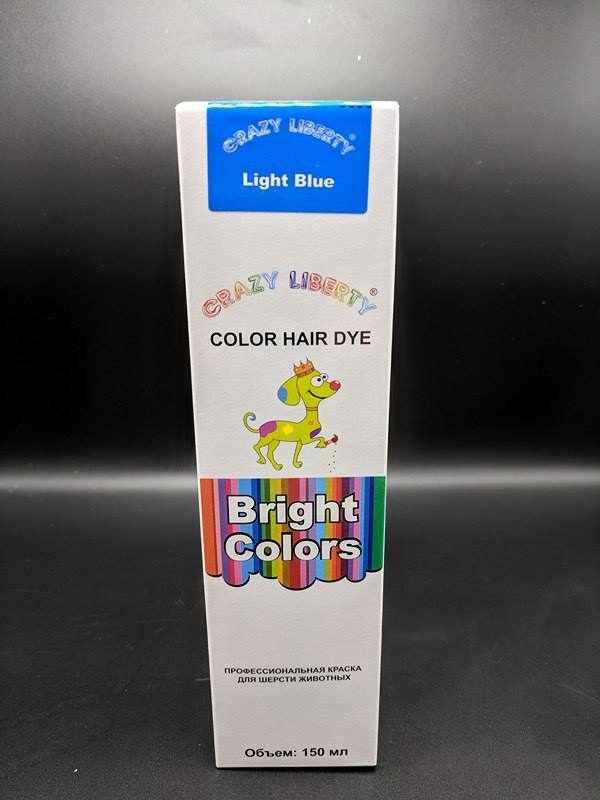 CRAZY LIBERTY®
Light Blue
CRAZY LIBERTY®
COLOR HAIR DYE
Bright
Colors
ПРОФЕССИОНАЛЬНАЯ КРАСКА
ДЛЯ ШЕРСТИ ЖИВОТНЫХ
Объем: 150 мл